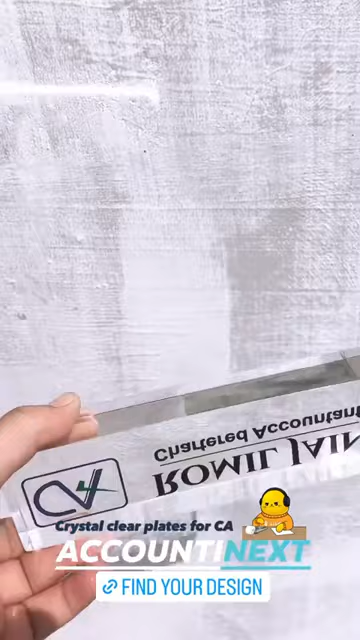 Chartered Accountant
ROMIL JAIN
CA
Crystal clear plates for CA
ACCOUNTINEXT
FIND YOUR DESIGN